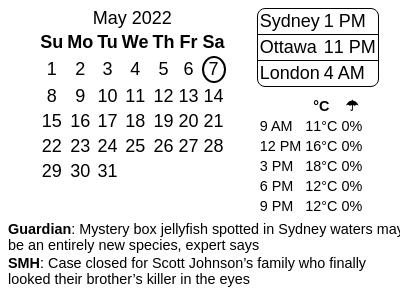 May 2022
Su Mo Tu We Th Fr Sa
1 2 3 4 5 6 7
8 9 10 11 12 13 14
15 16 17 18 19 20 21
22 23 24 25 26 27 28
29 30 31
Sydney 1 PM
Ottawa 11 PM
London 4 AM
°C ☂
9 AM 11°C 0%
12 PM 16°C 0%
3 PM 18°C 0%
6 PM 12°C 0%
9 PM 12°C 0%
Guardian: Mystery box jellyfish spotted in Sydney waters may
be an entirely new species, expert says
SMH: Case closed for Scott Johnson's family who finally
looked their brother's killer in the eyes